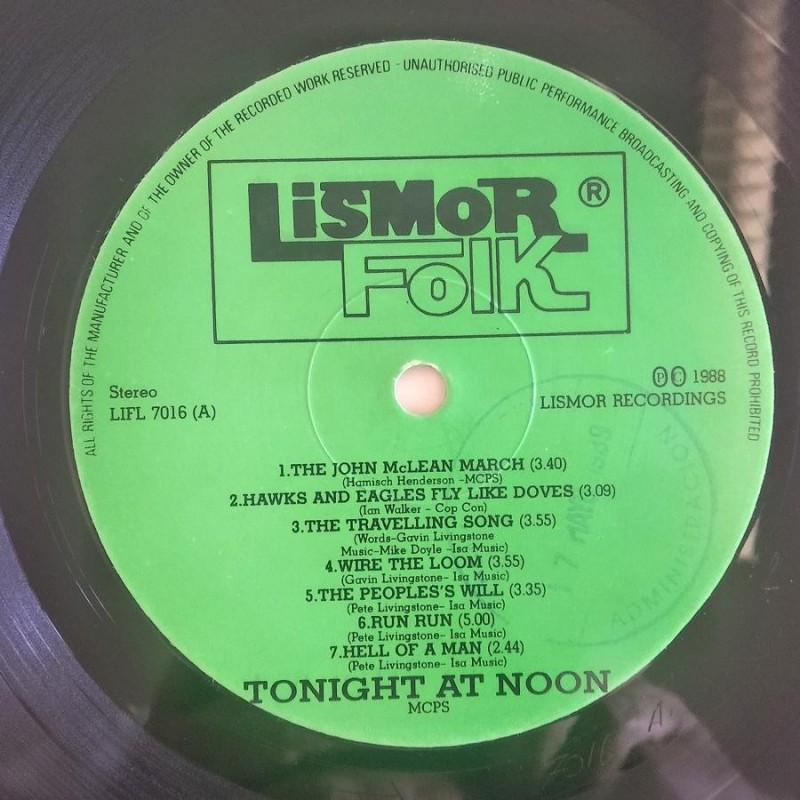 ALL RIGHTS OF THE MANUFACTURER AND OF THE OWNER OF THE RECORDED WORK RESERVED - UNAUTHORISED PUBLIC PERFORMANCE BROADCASTING AND COPYING OF THIS RECORD PROHIBITED
LiSMOR ®
FOlK
Stereo
LIFL 7016 (A)
Ⓟ © 1988
LISMOR RECORDINGS
1.THE JOHN McLEAN MARCH (3.40)
(Hamisch Henderson -MCPS)
2.HAWKS AND EAGLES FLY LIKE DOVES (3.09)
(Ian Walker - Cop Con)
3.THE TRAVELLING SONG (3.55)
(Words-Gavin Livingstone
Music-Mike Doyle -Isa Music)
4.WIRE THE LOOM (3.55)
(Gavin Livingstone- Isa Music)
5.THE PEOPLES'S WILL (3.35)
(Pete Livingstone- Isa Music)
6.RUN RUN (5.00)
(Pete Livingstone- Isa Music)
7.HELL OF A MAN (2.44)
(Pete Livingstone- Isa Music)
TONIGHT AT NOON
MCPS
ADMINISTRACION